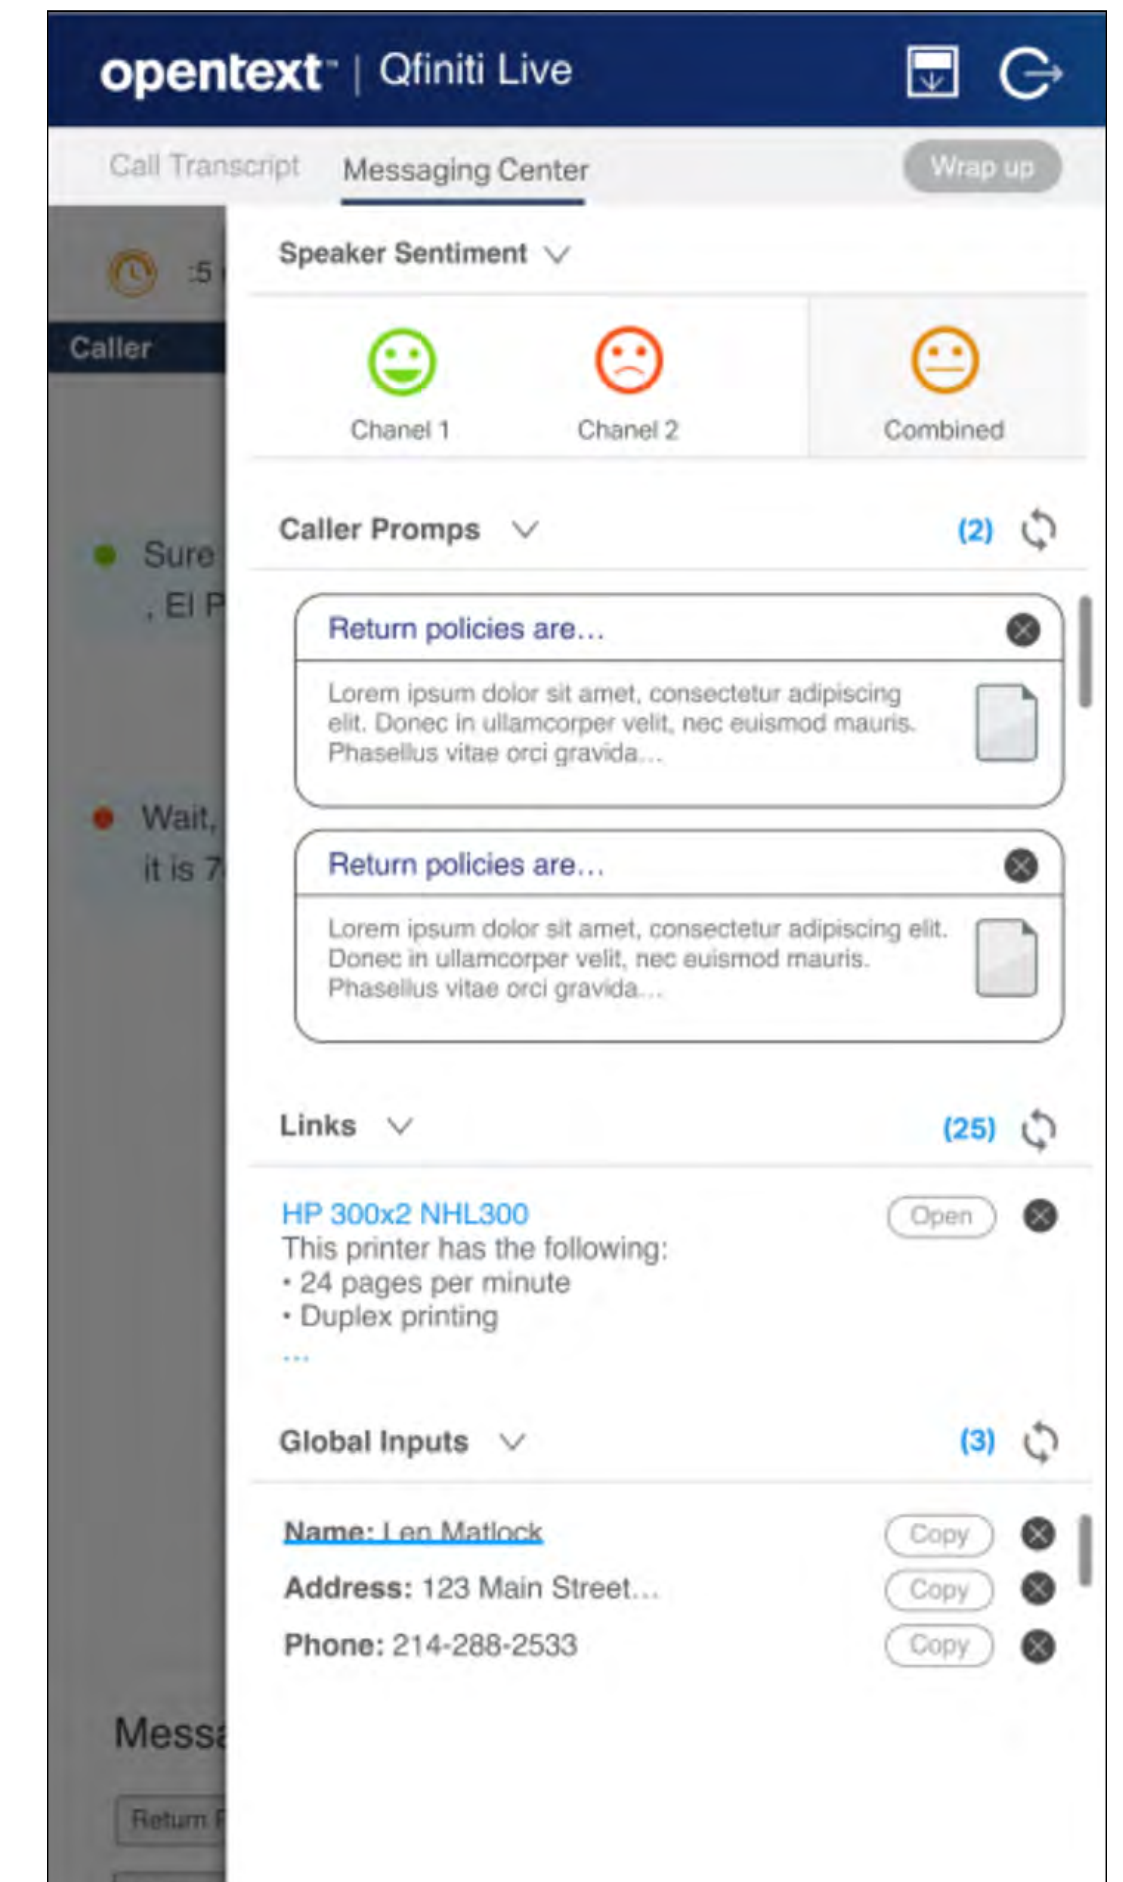 opentext™ | Qfiniti Live
Call Transcript
Messaging Center
Wrap up
:5
Caller
Sure
, El P
Wait,
it is 7
Speaker Sentiment
Chanel 1
Chanel 2
Combined
Caller Promps
(2)
Return policies are...
Lorem ipsum dolor sit amet, consectetur adipiscing
elit. Donec in ullamcorper velit, nec euismod mauris.
Phasellus vitae orci gravida...
Return policies are...
Lorem ipsum dolor sit amet, consectetur adipiscing elit.
Donec in ullamcorper velit, nec euismod mauris.
Phasellus vitae orci gravida...
Links
(25)
HP 300x2 NHL300
Open
This printer has the following:
• 24 pages per minute
• Duplex printing
...
Global Inputs
(3)
Name: Len Matlock
Copy
Address: 123 Main Street...
Copy
Phone: 214-288-2533
Copy
Messa
Return